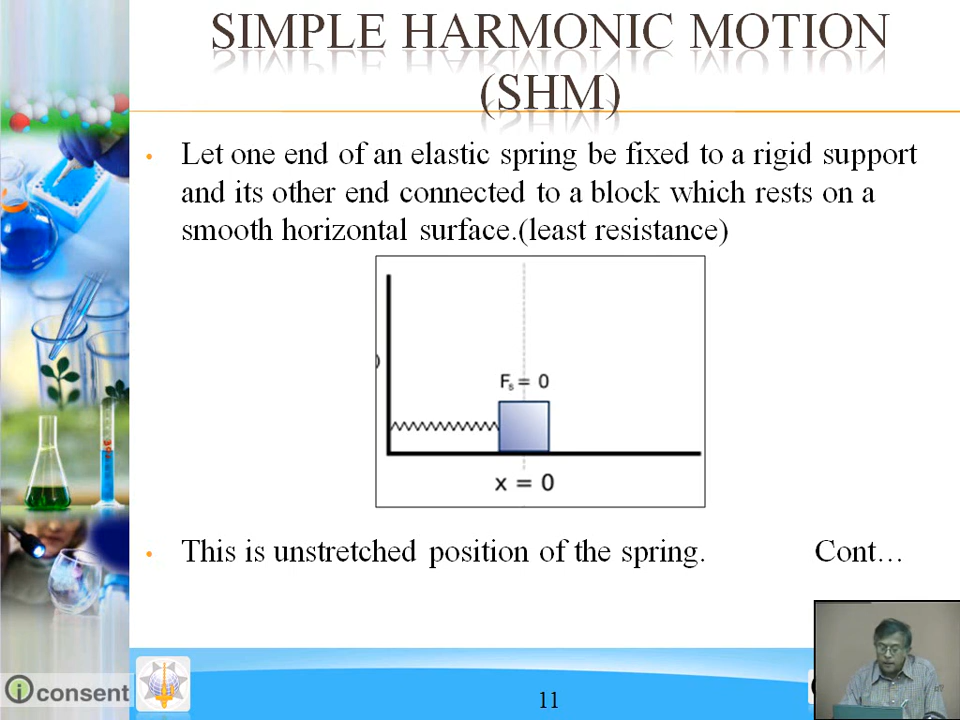 SIMPLE HARMONIC MOTION
(SHM)
• Let one end of an elastic spring be fixed to a rigid support
and its other end connected to a block which rests on a
smooth horizontal surface.(least resistance)
Fs = 0
x = 0
• This is unstretched position of the spring. Cont…
iconsent
11